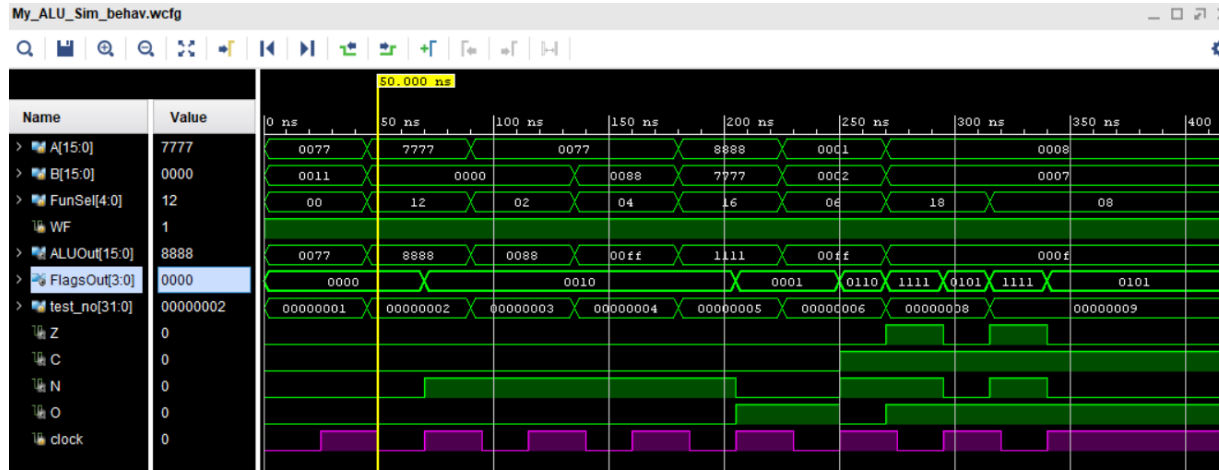 My_ALU_Sim_behav.wcfg
50.000 ns
Name Value 0 ns 50 ns 100 ns 150 ns 200 ns 250 ns 300 ns 350 ns 400
A[15:0] 7777 0077 7777 0077 8888 0001 0008
B[15:0] 0000 0011 0000 0088 7777 0002 0007
FunSel[4:0] 12 00 12 02 04 16 06 18 08
WF 1
ALUOut[15:0] 8888 0077 8888 0088 00ff 1111 00ff 000f
FlagsOut[3:0] 0000 0000 0010 0001 0110 1111 0101 1111 0101
test_no[31:0] 00000002 00000001 00000002 00000003 00000004 00000005 00000006 00000008 00000009
Z 0
C 0
N 0
O 0
clock 0